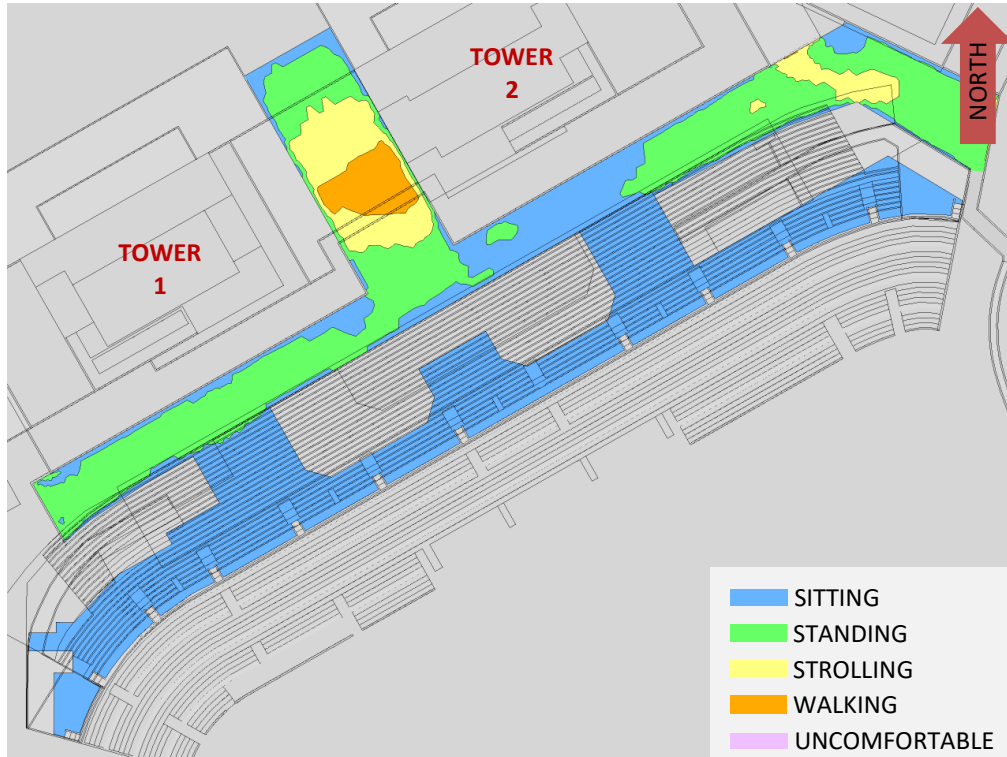 TOWER
2
NORTH
TOWER
1
SITTING
STANDING
STROLLING
WALKING
UNCOMFORTABLE